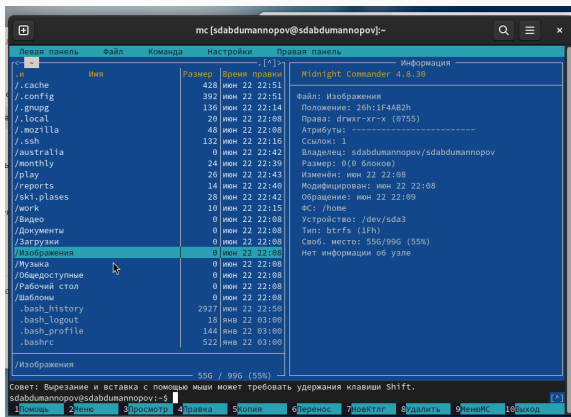 mc [sdabdumannopov@sdabdumannopov]:~
Левая панель Файл Команда Настройки Правая панель
<─ ~ .[^]>
.и Имя Размер Время правки
/.cache 428 июн 22 22:51
/.config 392 июн 22 22:51
/.gnupg 136 июн 22 22:14
/.local 20 июн 22 22:08
/.mozilla 48 июн 22 22:08
/.ssh 132 июн 22 22:16
/australia 0 июн 22 22:42
/monthly 24 июн 22 22:39
/play 26 июн 22 22:43
/reports 14 июн 22 22:40
/ski.plases 28 июн 22 22:42
/work 10 июн 22 22:15
/Видео 0 июн 22 22:08
/Документы 0 июн 22 22:08
/Загрузки 0 июн 22 22:08
/Изображения 0 июн 22 22:08
/Музыка 0 июн 22 22:08
/Общедоступные 0 июн 22 22:08
/Рабочий стол 0 июн 22 22:08
/Шаблоны 0 июн 22 22:08
.bash_history 2927 июн 22 22:50
.bash_logout 18 янв 22 03:00
.bash_profile 144 янв 22 03:00
.bashrc 522 янв 22 03:00
/Изображения
55G / 99G (55%)
Информация
Midnight Commander 4.8.30
Файл: Изображения
Положение: 26h:1F4AB2h
Права: drwxr-xr-x (0755)
Атрибуты: ------------------------
Ссылок: 1
Владелец: sdabdumannopov/sdabdumannopov
Размер: 0(0 блоков)
Изменён: июн 22 22:08
Модифицирован: июн 22 22:08
Обращение: июн 22 22:09
ФС: /home
Устройство: /dev/sda3
Тип: btrfs (1Fh)
Своб. место: 55G/99G (55%)
Нет информации об узле
Совет: Вырезание и вставка с помощью мыши может требовать удержания клавиши Shift.
sdabdumannopov@sdabdumannopov:~$ [^]
1Помощь 2Меню 3Просмотр 4Правка 5Копия 6Перенос 7НовКтлг 8Удалить 9МенюMC 10Выход